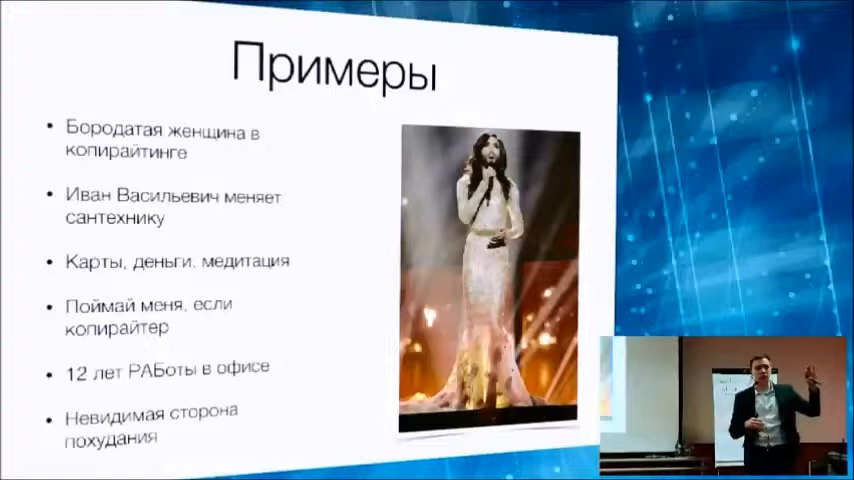 Примеры
Бородатая женщина в
копирайтинге
Иван Васильевич меняет
сантехнику
Карты, деньги, медитация
Поймай меня, если
копирайтер
12 лет РАБоты в офисе
Невидимая сторона
похудания